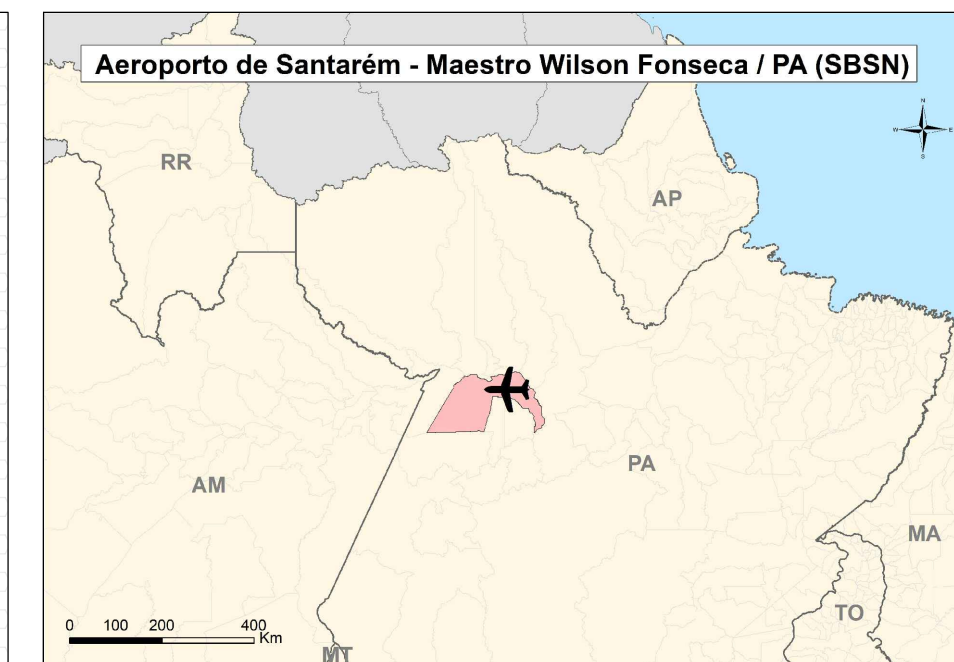 Aeroporto de Santarém - Maestro Wilson Fonseca / PA (SBSN)
N
W E
S
RR
AP
PA
AM
MA
TO
0 100 200 400
Km
MT